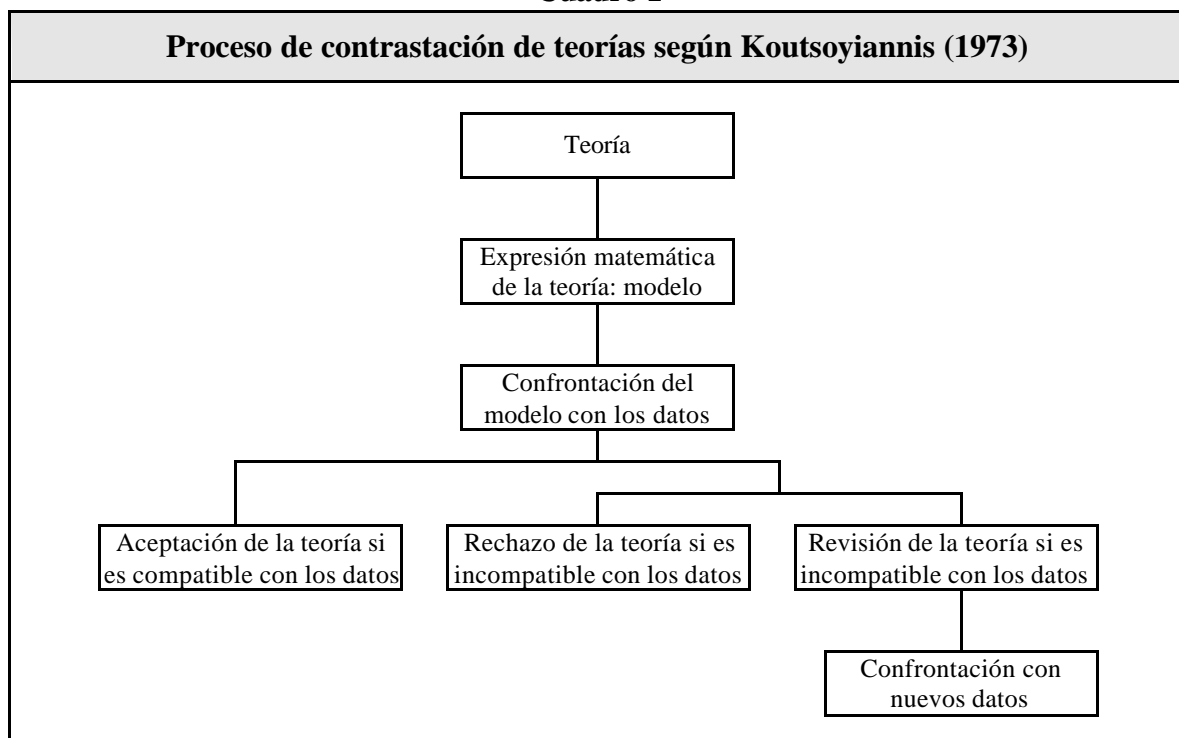 Proceso de contrastación de teorías según Koutsoyiannis (1973)
Teoría
Expresión matemática
de la teoría: modelo
Confrontación del
modelo con los datos
Aceptación de la teoría si
es compatible con los datos
Rechazo de la teoría si es
incompatible con los datos
Revisión de la teoría si es
incompatible con los datos
Confrontación con
nuevos datos